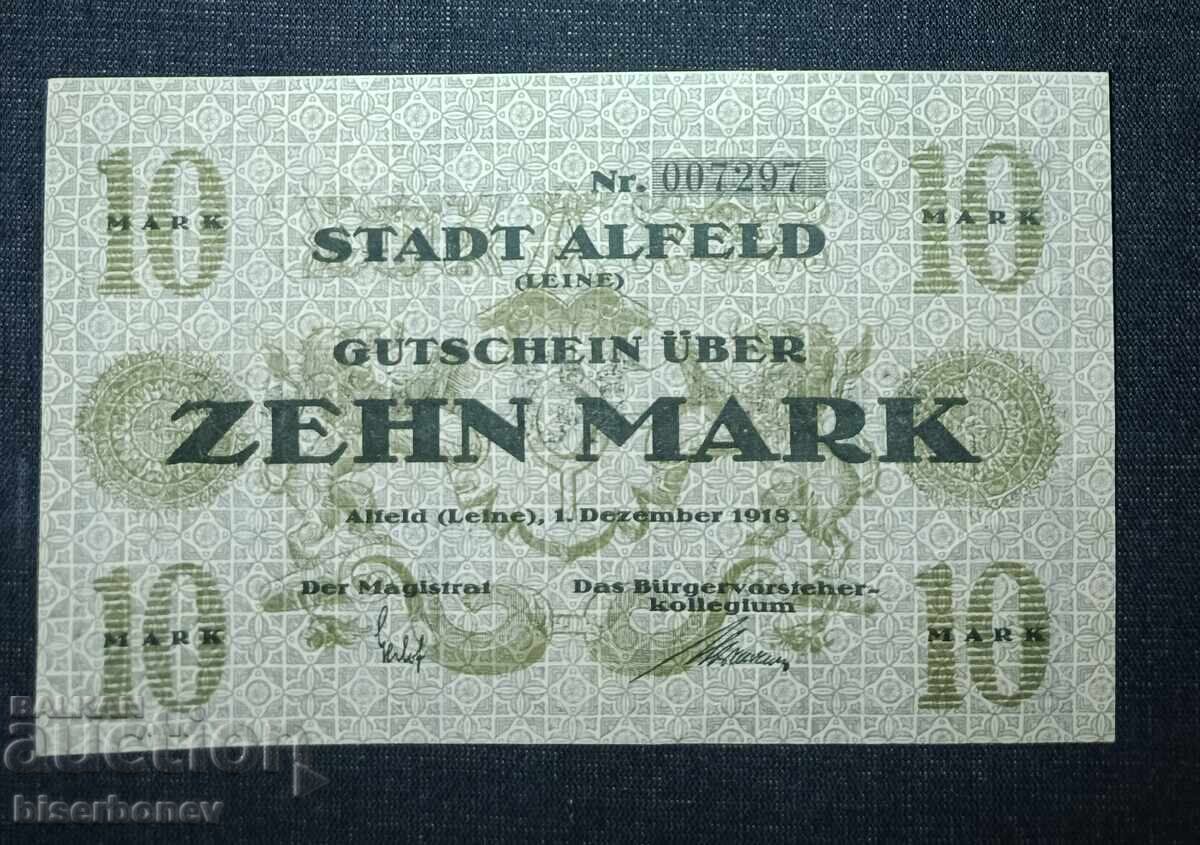 10 MARK
10 MARK
Nr. 007297
STADT ALFELD
(LEINE)
GUTSCHEIN ÜBER
ZEHN MARK
Alfeld (Leine), 1. Dezember 1918.
Der Magistrat
Das Bürgervorsteher-
kollegium
10 MARK
10 MARK
BALKAN
auction
biserbonev